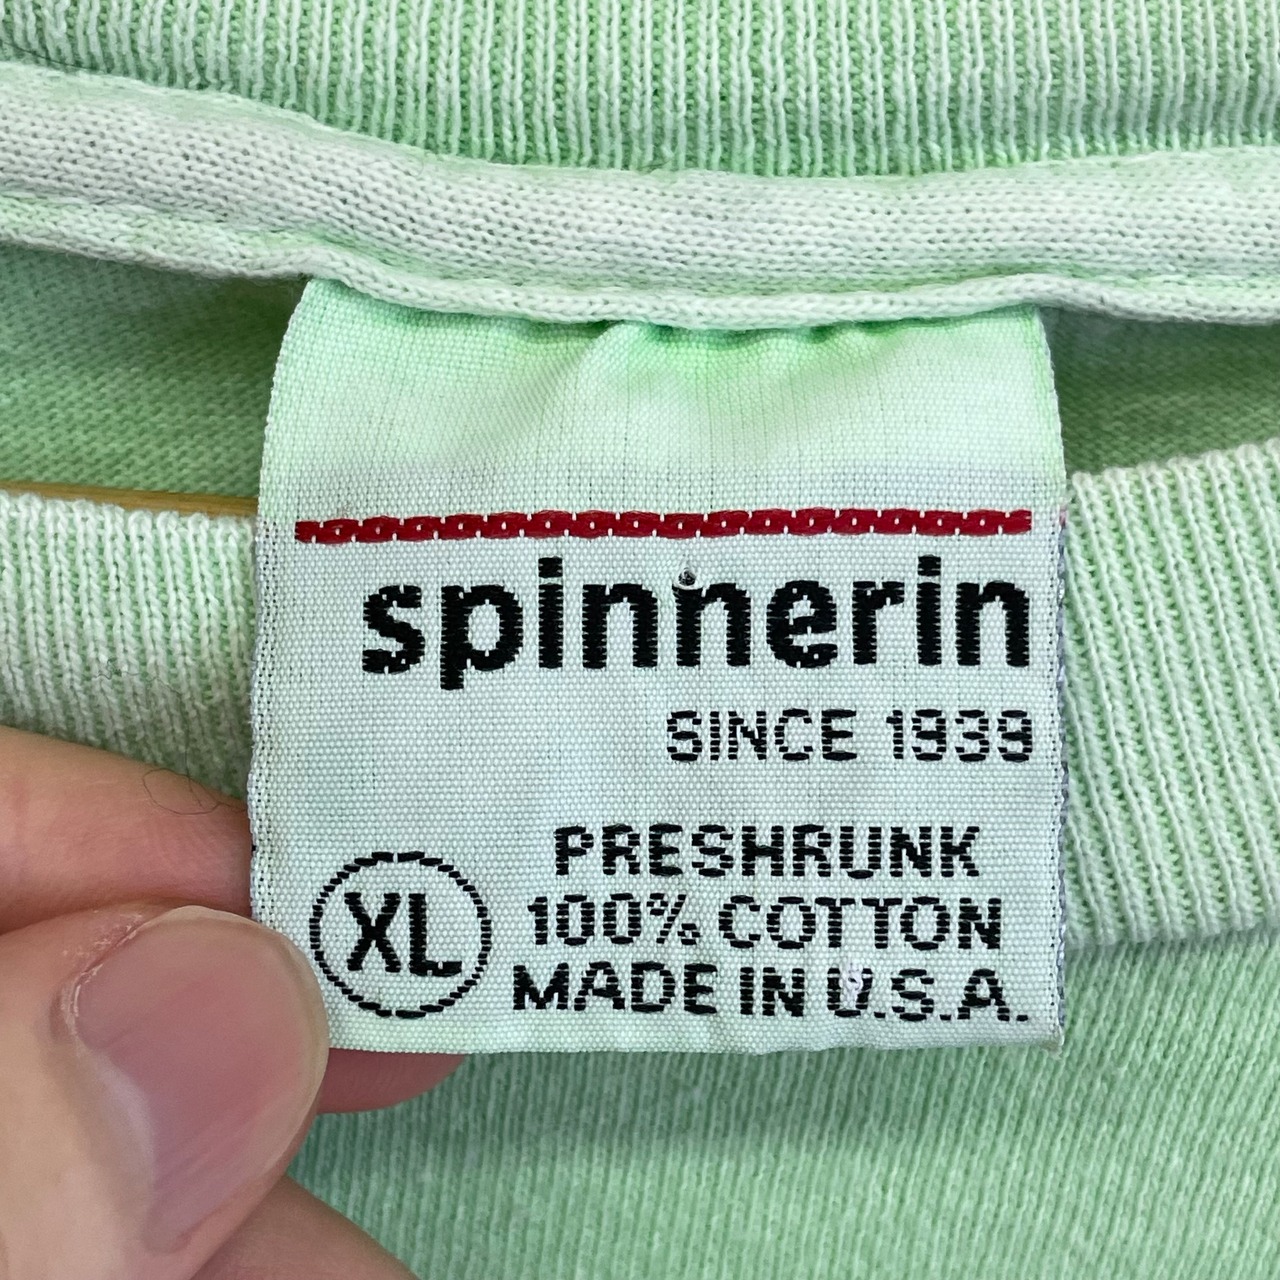 spinnerin
SINCE 1939
PRESHRUNK
XL 100% COTTON
MADE IN U.S.A.